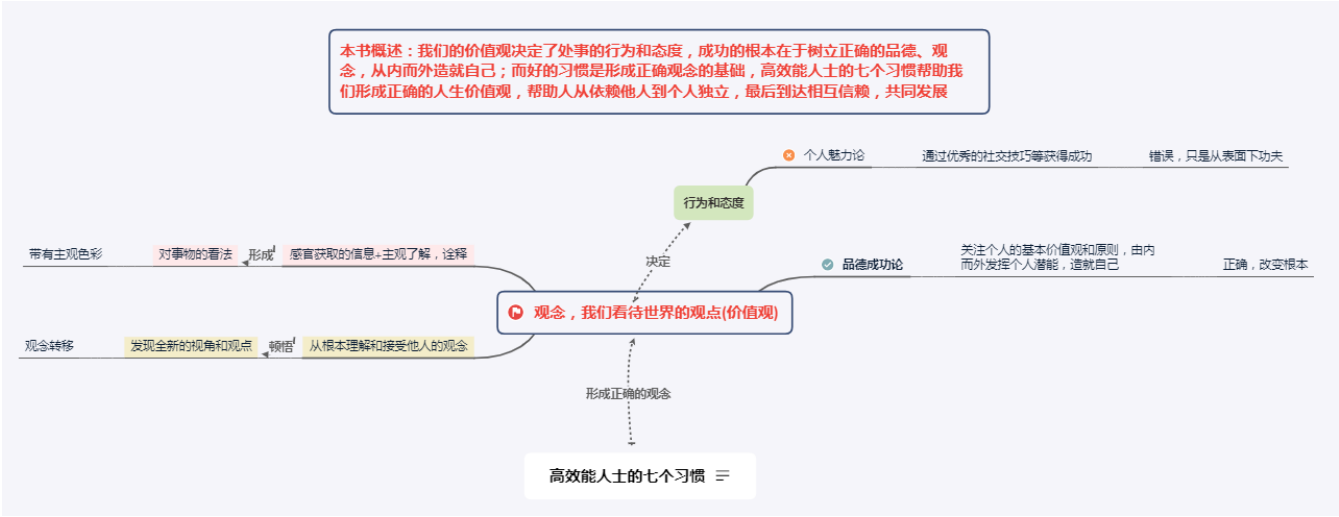 本书概述：我们的价值观决定了处事的行为和态度，成功的根本在于树立正确的品德、观
念，从内而外造就自己；而好的习惯是形成正确观念的基础，高效能人士的七个习惯帮助我
们形成正确的人生价值观，帮助人从依赖他人到个人独立，最后到达相互信赖，共同发展
个人魅力论
通过优秀的社交技巧等获得成功
错误，只是从表面下功夫
行为和态度
带有主观色彩
对事物的看法
形成
感官获取的信息+主观了解，诠释
决定
品德成功论
关注个人的基本价值观和原则，由内
而外发挥个人潜能，造就自己
正确，改变根本
观念，我们看待世界的观点(价值观)
观念转移
发现全新的视角和观点
顿悟
从根本理解和接受他人的观念
形成正确的观念
高效能人士的七个习惯